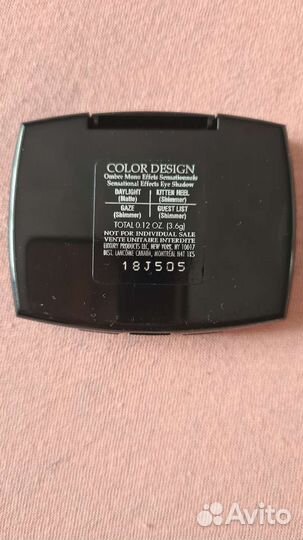 COLOR DESIGN
Ombre Mono Effets Sensationnels
Sensational Effects Eye Shadow
DAYLIGHT KITTEN HEEL
(Matte) (Shimmer)
GAZE GUEST LIST
(Shimmer) (Shimmer)
TOTAL 0.12 OZ. (3.6g)
NOT FOR INDIVIDUAL SALE
VENTE UNITAIRE INTERDITE
LUXURY PRODUCTS LLC, NEW YORK, NY 10017
DIST. LANCÔME CANADA, MONTRÉAL H4T 1K5
18J505
Avito